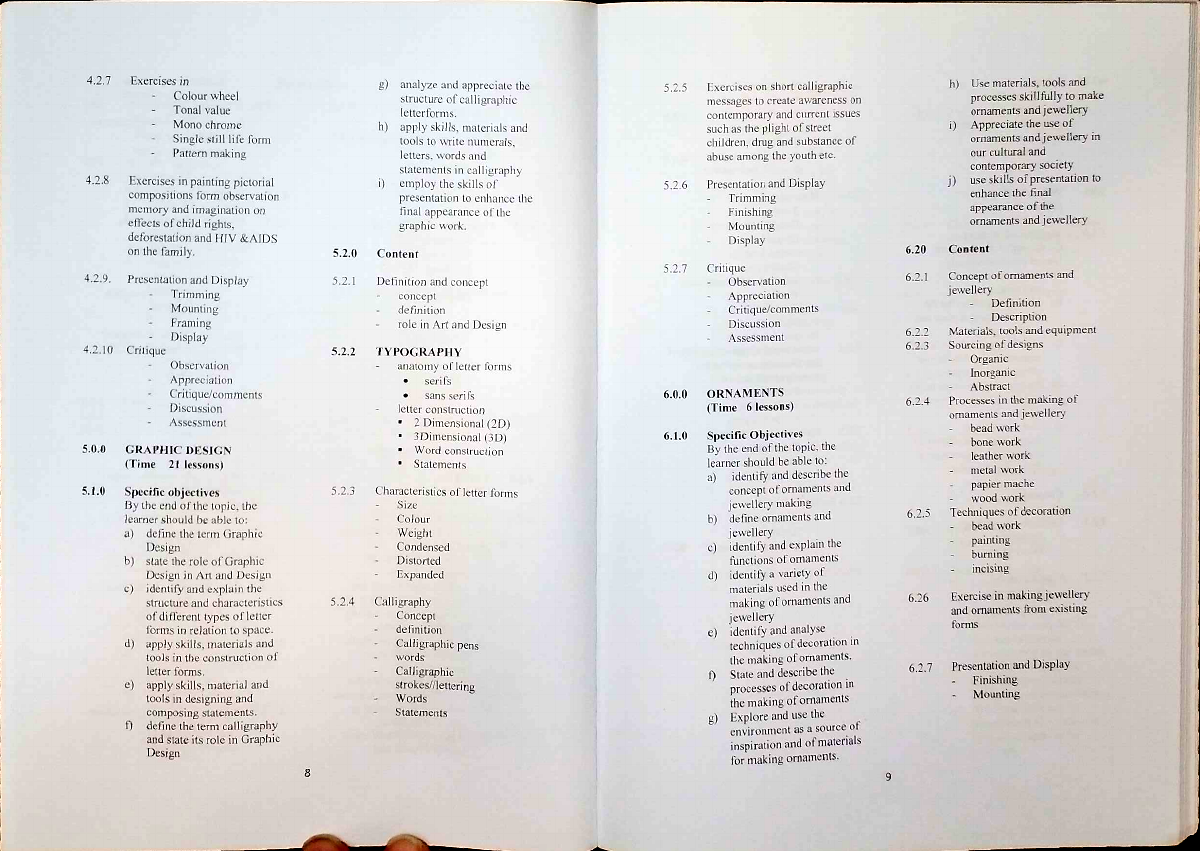 4.2.7 Exercises in
- Colour wheel
- Tonal value
- Mono chrome
- Single still life form
- Pattern making
4.2.8 Exercises in painting pictorial
compositions form observation
memory and imagination on
effects of child rights,
deforestation and HIV &AIDS
on the family.
4.2.9. Presentation and Display
- Trimming
- Mounting
- Framing
- Display
4.2.10 Critique
- Observation
- Appreciation
- Critique/comments
- Discussion
- Assessment
5.0.0 GRAPHIC DESIGN
(Time 21 lessons)
5.1.0 Specific objectives
By the end of the topic, the
learner should be able to:
a) define the term Graphic
Design
b) state the role of Graphic
Design in Art and Design
c) identify and explain the
structure and characteristics
of different types of letter
forms in relation to space.
d) apply skills, materials and
tools in the construction of
letter forms.
e) apply skills, material and
tools in designing and
composing statements.
f) define the term calligraphy
and state its role in Graphic
Design
g) analyze and appreciate the
structure of calligraphic
letterforms.
h) apply skills, materials and
tools to write numerals,
letters, words and
statements in calligraphy
i) employ the skills of
presentation to enhance the
final appearance of the
graphic work.
5.2.0 Content
5.2.1 Definition and concept
- concept
- definition
- role in Art and Design
5.2.2 TYPOGRAPHY
- anatomy of letter forms
• serifs
• sans serifs
- letter construction
▪ 2 Dimensional (2D)
▪ 3Dimensional (3D)
▪ Word construction
▪ Statements
5.2.3 Characteristics of letter forms
- Size
- Colour
- Weight
- Condensed
- Distorted
- Expanded
5.2.4 Calligraphy
- Concept
- definition
- Calligraphic pens
- words
- Calligraphic
strokes//lettering
- Words
- Statements
8
5.2.5 Exercises on short calligraphic
messages to create awareness on
contemporary and current issues
such as the plight of street
children, drug and substance of
abuse among the youth etc.
5.2.6 Presentation and Display
- Trimming
- Finishing
- Mounting
- Display
5.2.7 Critique
- Observation
- Appreciation
- Critique/comments
- Discussion
- Assessment
6.0.0 ORNAMENTS
(Time 6 lessons)
6.1.0 Specific Objectives
By the end of the topic, the
learner should be able to:
a) identify and describe the
concept of ornaments and
jewellery making
b) define ornaments and
jewellery
c) identify and explain the
functions of ornaments
d) identify a variety of
materials used in the
making of ornaments and
jewellery
e) identify and analyse
techniques of decoration in
the making of ornaments.
f) State and describe the
processes of decoration in
the making of ornaments
g) Explore and use the
environment as a source of
inspiration and of materials
for making ornaments.
h) Use materials, tools and
processes skillfully to make
ornaments and jewellery
i) Appreciate the use of
ornaments and jewellery in
our cultural and
contemporary society
j) use skills of presentation to
enhance the final
appearance of the
ornaments and jewellery
6.20 Content
6.2.1 Concept of ornaments and
jewellery
- Definition
- Description
6.2.2 Materials, tools and equipment
6.2.3 Sourcing of designs
- Organic
- Inorganic
- Abstract
6.2.4 Processes in the making of
ornaments and jewellery
- bead work
- bone work
- leather work
- metal work
- papier mache
- wood work
6.2.5 Techniques of decoration
- bead work
- painting
- burning
- incising
6.26 Exercise in making jewellery
and ornaments from existing
forms
6.2.7 Presentation and Display
- Finishing
- Mounting
9